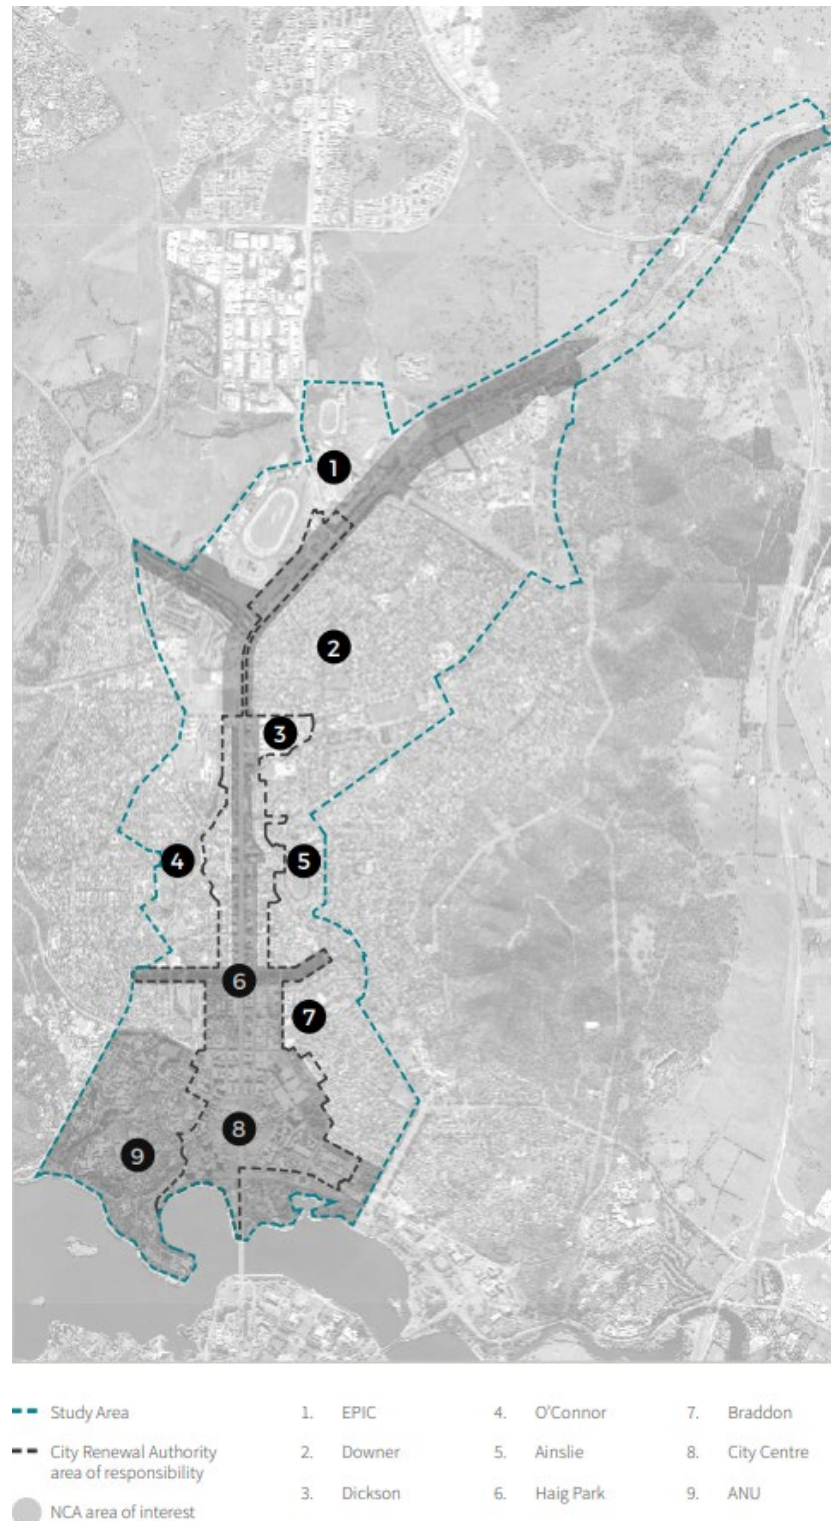 1
2
3
4
5
6
7
8
9
Study Area
City Renewal Authority
area of responsibility
NCA area of interest
1. EPIC
2. Downer
3. Dickson
4. O'Connor
5. Ainslie
6. Haig Park
7. Braddon
8. City Centre
9. ANU